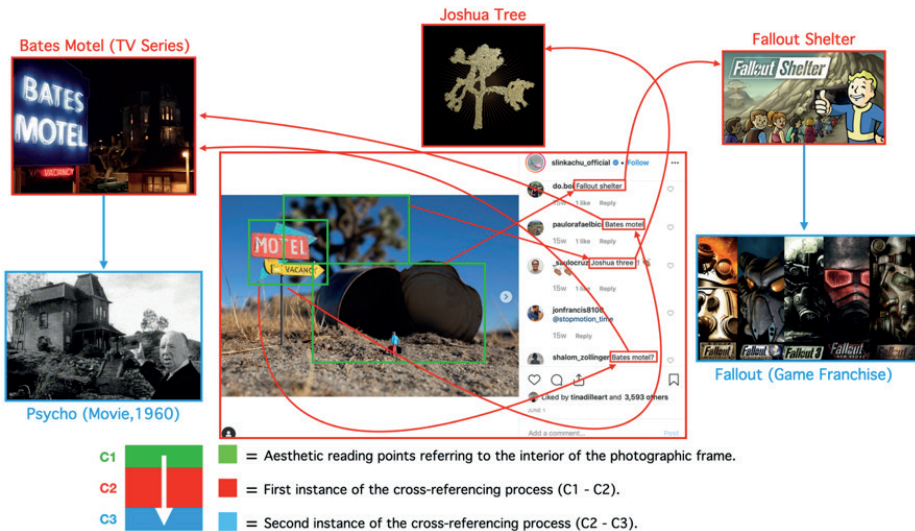 Joshua Tree
Bates Motel (TV Series)
Fallout Shelter
BATES
MOTEL
VACANCY
Fallout Shelter
slinkachu_official • Follow
do.bo Fallout shelter
15w 1 like Reply
paulorafaelbic Bates motel
15w 1 like Reply
_saulocruz Joshua three !
15w 1 like Reply
jonfrancis8100
@stopmotion_time
15w Reply
shalom_zollinger Bates motel?
Liked by tinadilleart and 3,593 others
JUNE 1
Add a comment... Post
MOTEL
VACANCY
Fallout
Fallout 2
Fallout 3
Fallout
Fallout
Psycho (Movie,1960)
Fallout (Game Franchise)
C1
= Aesthetic reading points referring to the interior of the photographic frame.
C2
= First instance of the cross-referencing process (C1 - C2).
C3
= Second instance of the cross-referencing process (C2 - C3).